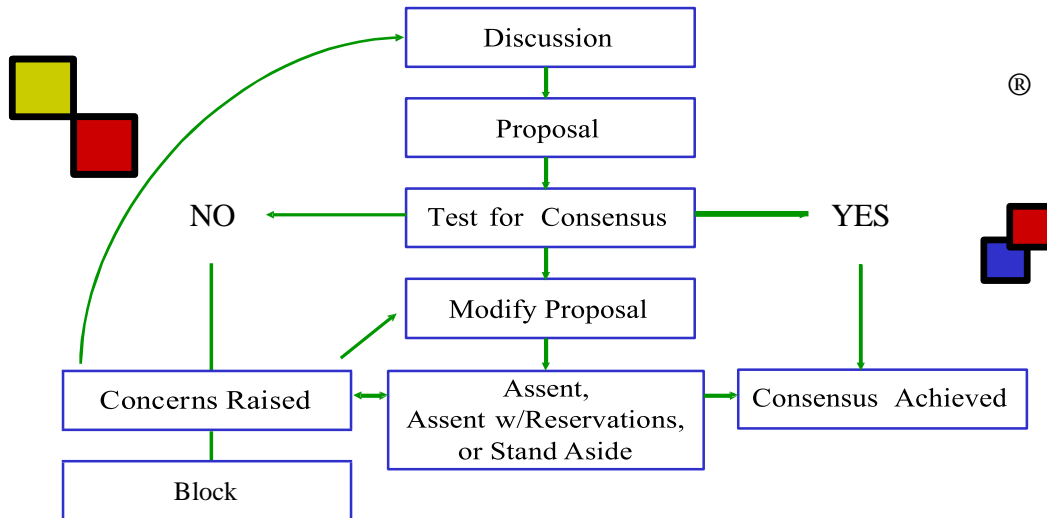 Discussion
®
Proposal
NO
Test for Consensus
YES
Modify Proposal
Concerns Raised
Assent,
Assent w/Reservations,
or Stand Aside
Consensus Achieved
Block